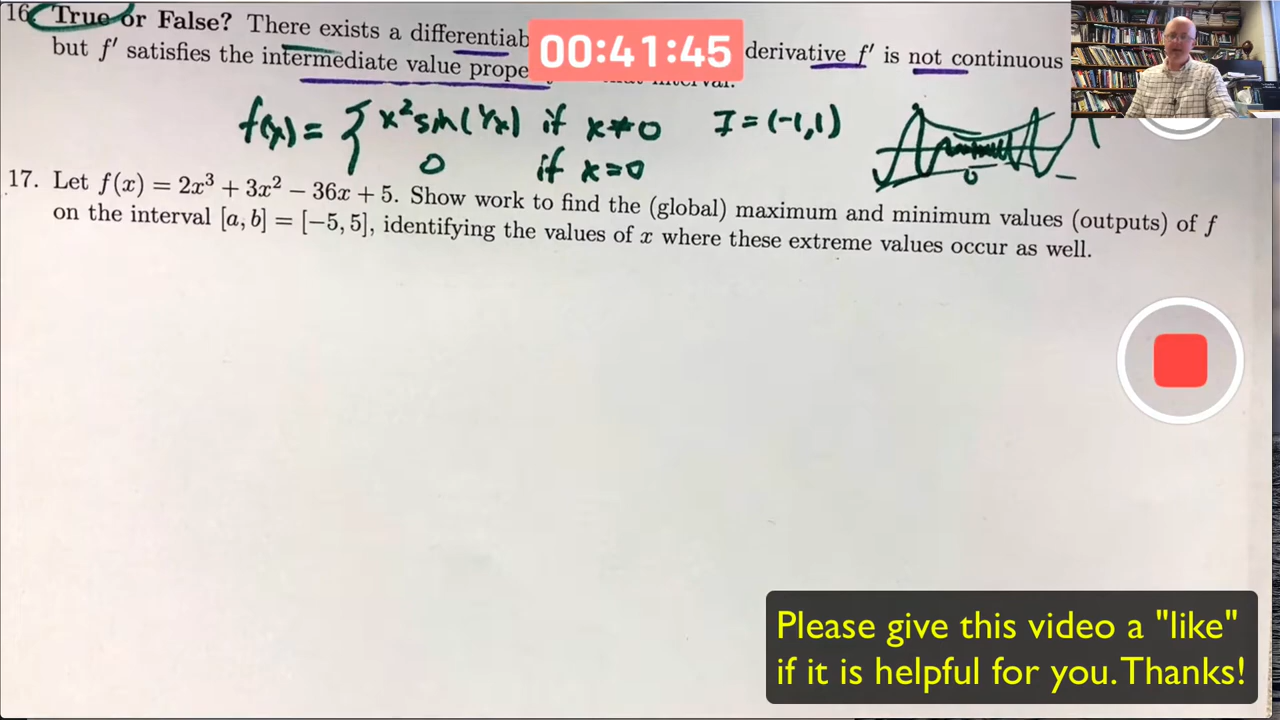 16. True or False? There exists a differentiab
00:41:45
derivative f′ is not continuous
but f′ satisfies the intermediate value prope
interval.
f(x) = { x² sin(1/x) if x ≠ 0
0 if x = 0
I = (-1, 1)
0
17. Let f(x) = 2x³ + 3x² − 36x + 5. Show work to find the (global) maximum and minimum values (outputs) of f
on the interval [a, b] = [−5, 5], identifying the values of x where these extreme values occur as well.
Please give this video a "like"
if it is helpful for you. Thanks!